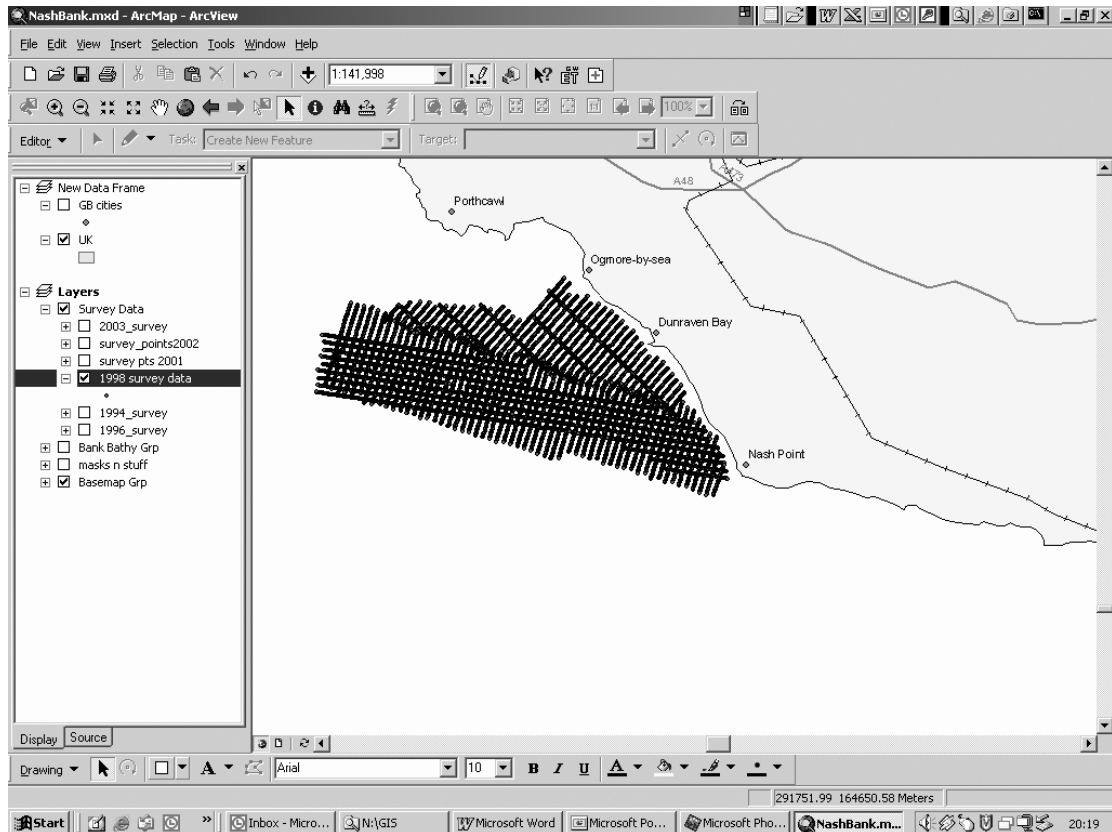 NashBank.mxd - ArcMap - ArcView
File Edit View Insert Selection Tools Window Help
1:141,998
100%
Editor Task: Create New Feature Target:
New Data Frame
GB cities
UK
Layers
Survey Data
2003_survey
survey_points2002
survey pts 2001
1998 survey data
1994_survey
1996_survey
Bank Bathy Grp
masks n stuff
Basemap Grp
A48
A473
Porthcawl
Ogmore-by-sea
Dunraven Bay
Nash Point
Display Source
Drawing A Arial 10 B I U A
291751.99 164650.58 Meters
Start » Inbox - Micro... N:\GIS Microsoft Word Microsoft Po... Microsoft Pho... NashBank.m... 20:19